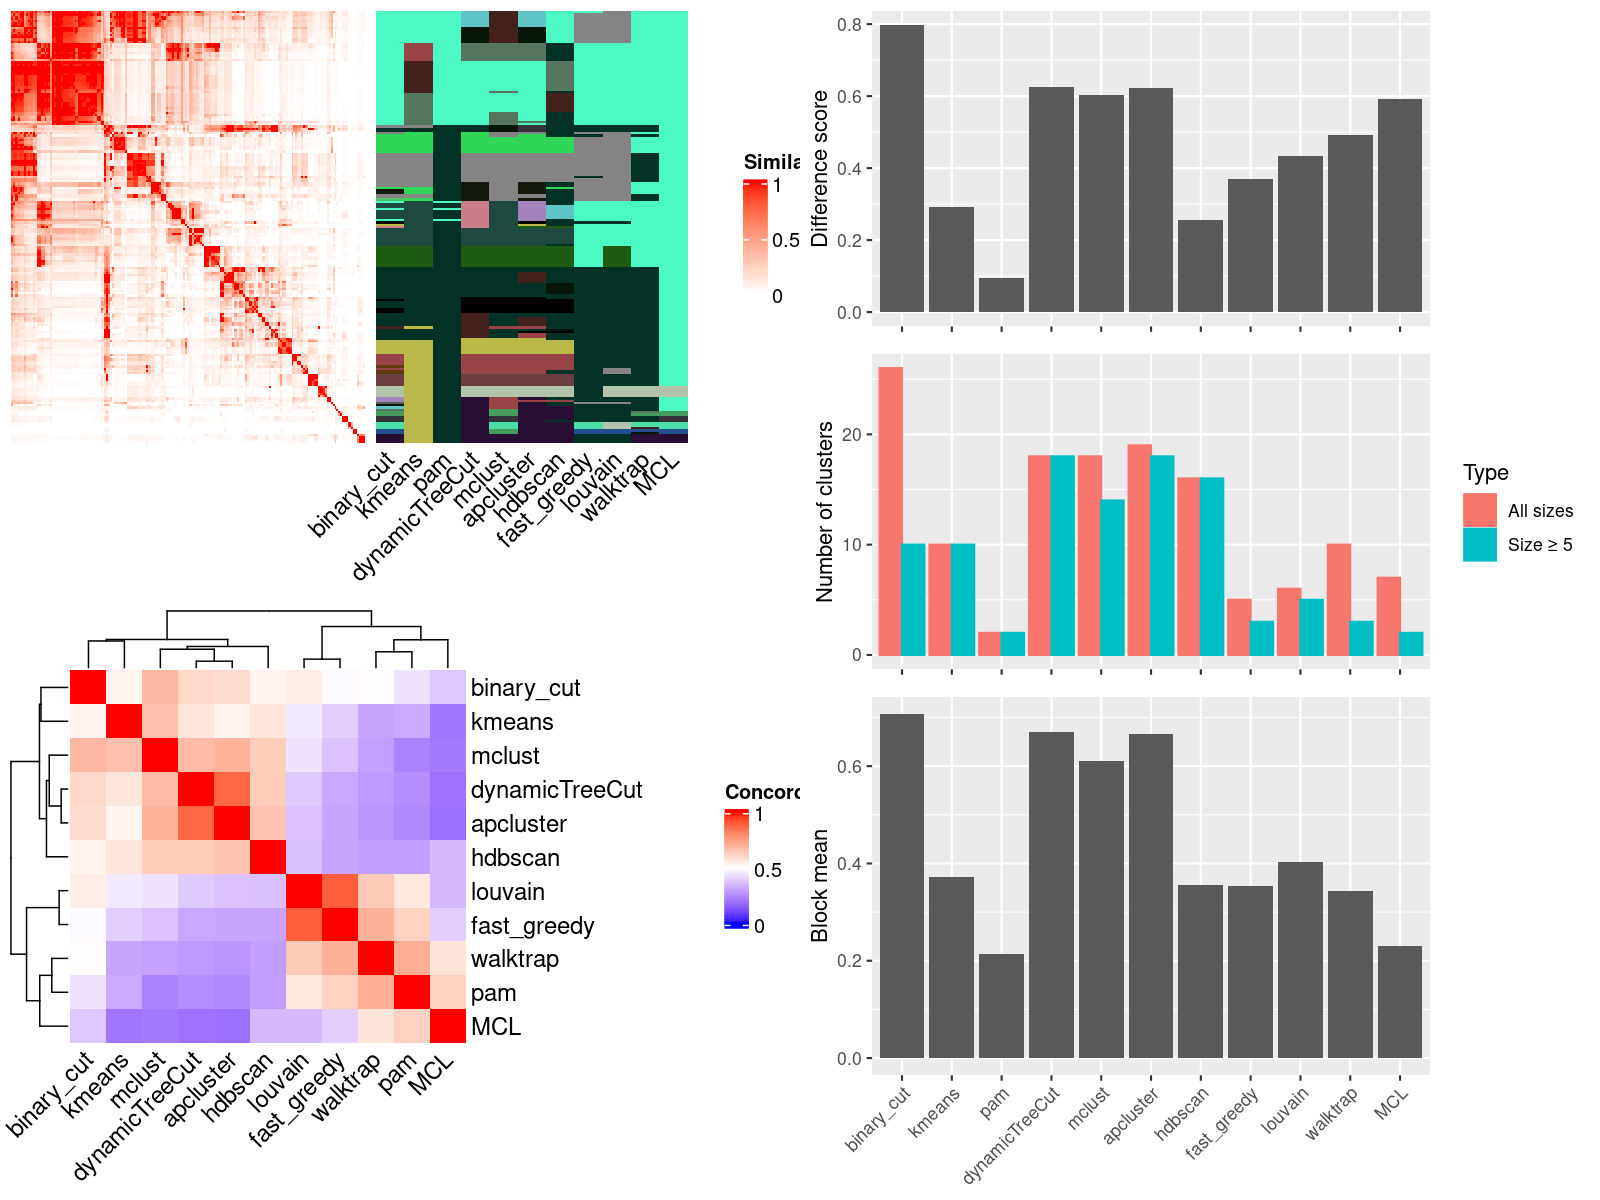 Simila
1
0.5
0
binary_cut
kmeans
pam
dynamicTreeCut
mclust
apcluster
hdbscan
fast_greedy
louvain
walktrap
MCL
binary_cut
kmeans
mclust
dynamicTreeCut
apcluster
hdbscan
louvain
fast_greedy
walktrap
pam
MCL
Concord
1
0.5
0
binary_cut
kmeans
mclust
dynamicTreeCut
apcluster
hdbscan
louvain
fast_greedy
walktrap
pam
MCL
Difference score
0.8
0.6
0.4
0.2
0.0
Number of clusters
20
10
0
Type
All sizes
Size ≥ 5
Block mean
0.6
0.4
0.2
0.0
binary_cut
kmeans
pam
dynamicTreeCut
mclust
apcluster
hdbscan
fast_greedy
louvain
walktrap
MCL